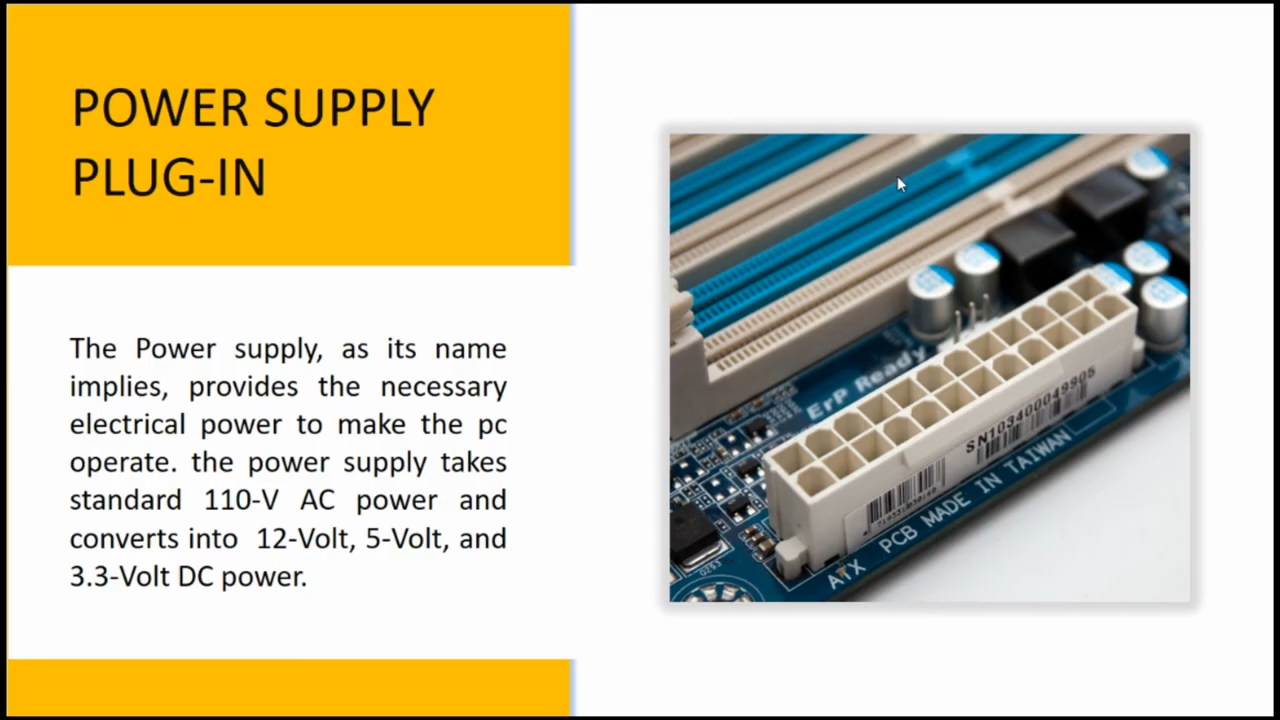 POWER SUPPLY
PLUG-IN
The Power supply, as its name
implies, provides the necessary
electrical power to make the pc
operate. the power supply takes
standard 110-V AC power and
converts into 12-Volt, 5-Volt, and
3.3-Volt DC power.
ErP Ready
SN103400049905
PCB MADE IN TAIWAN
ATX